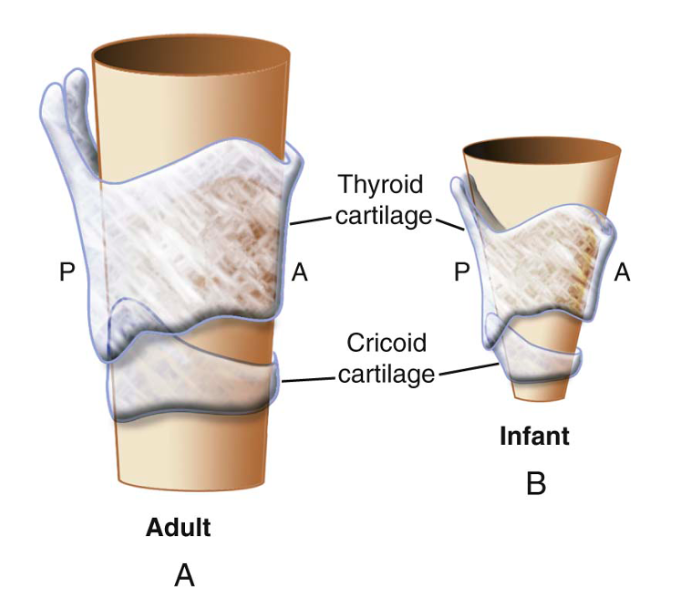 Thyroid
cartilage
P
A
P
A
Cricoid
cartilage
Infant
B
Adult
A